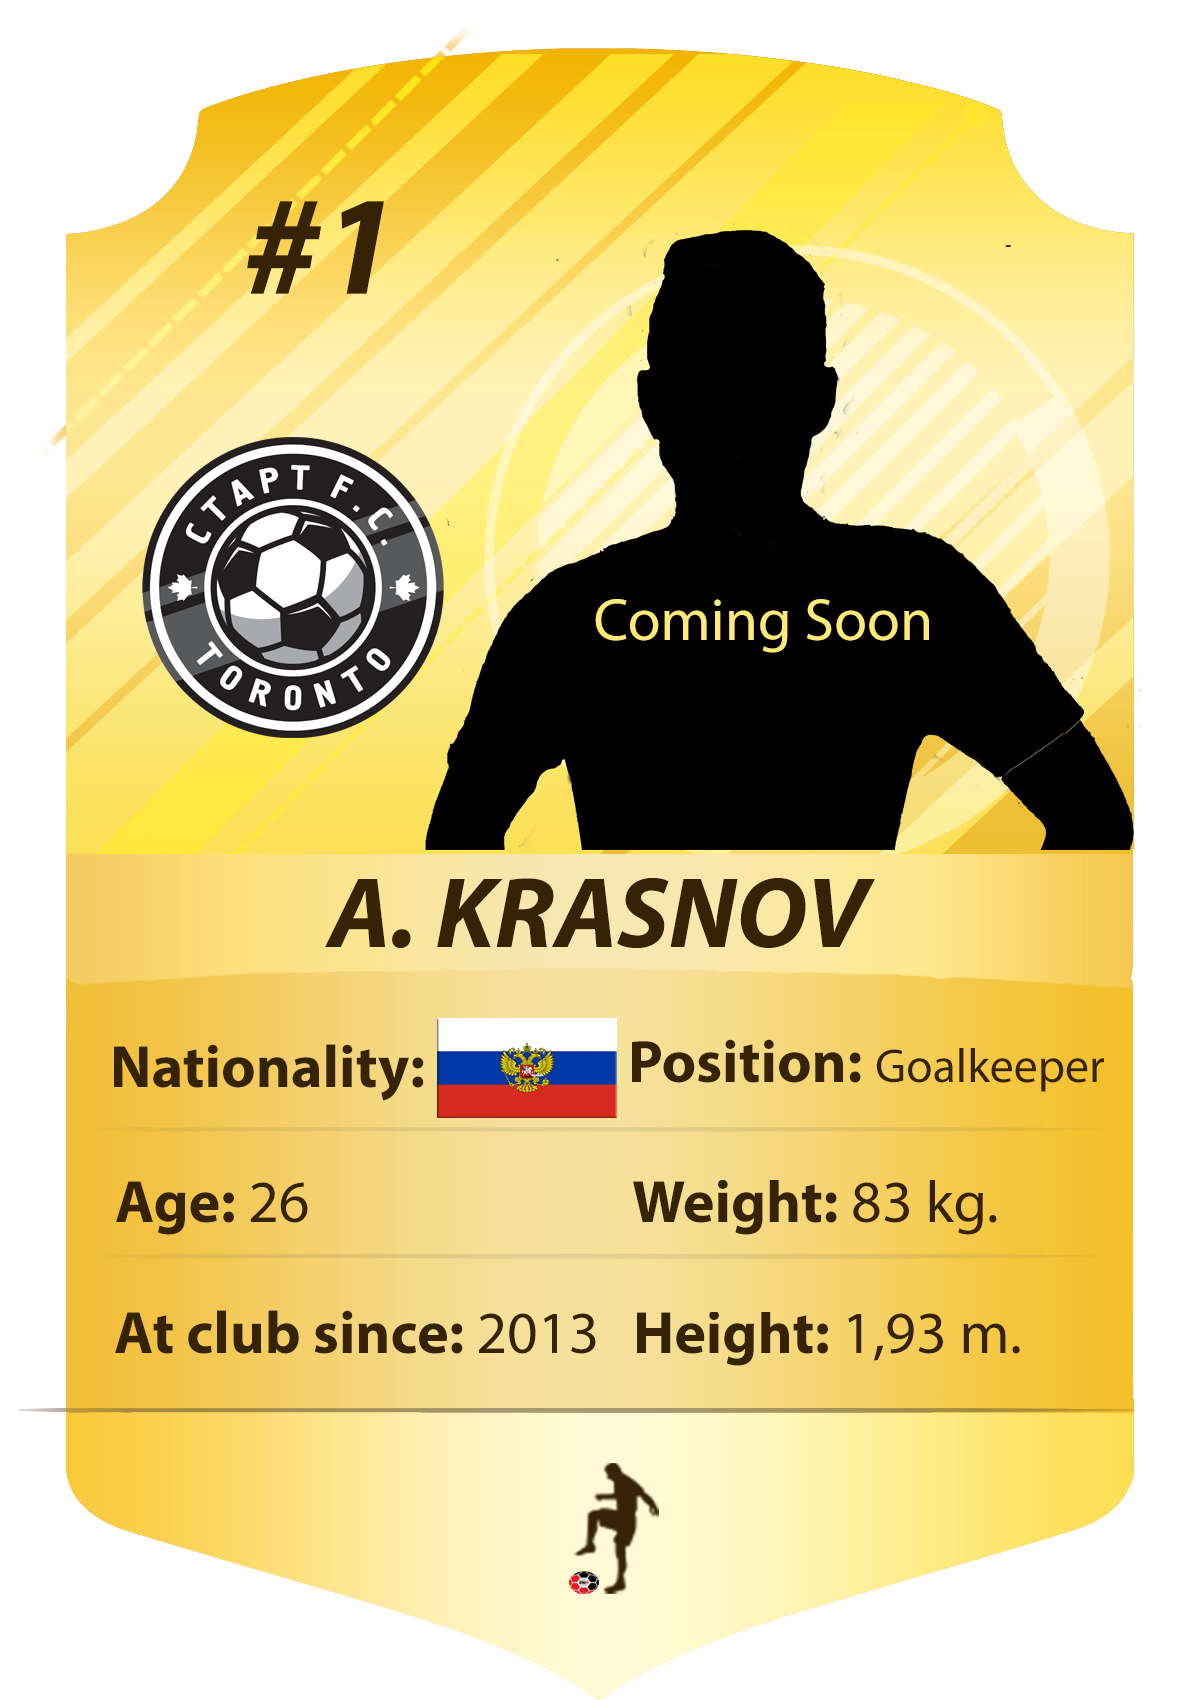 #1
СТАРТ F.C.
TORONTO
Coming Soon
A. KRASNOV
Nationality: Position: Goalkeeper
Age: 26 Weight: 83 kg.
At club since: 2013 Height: 1,93 m.